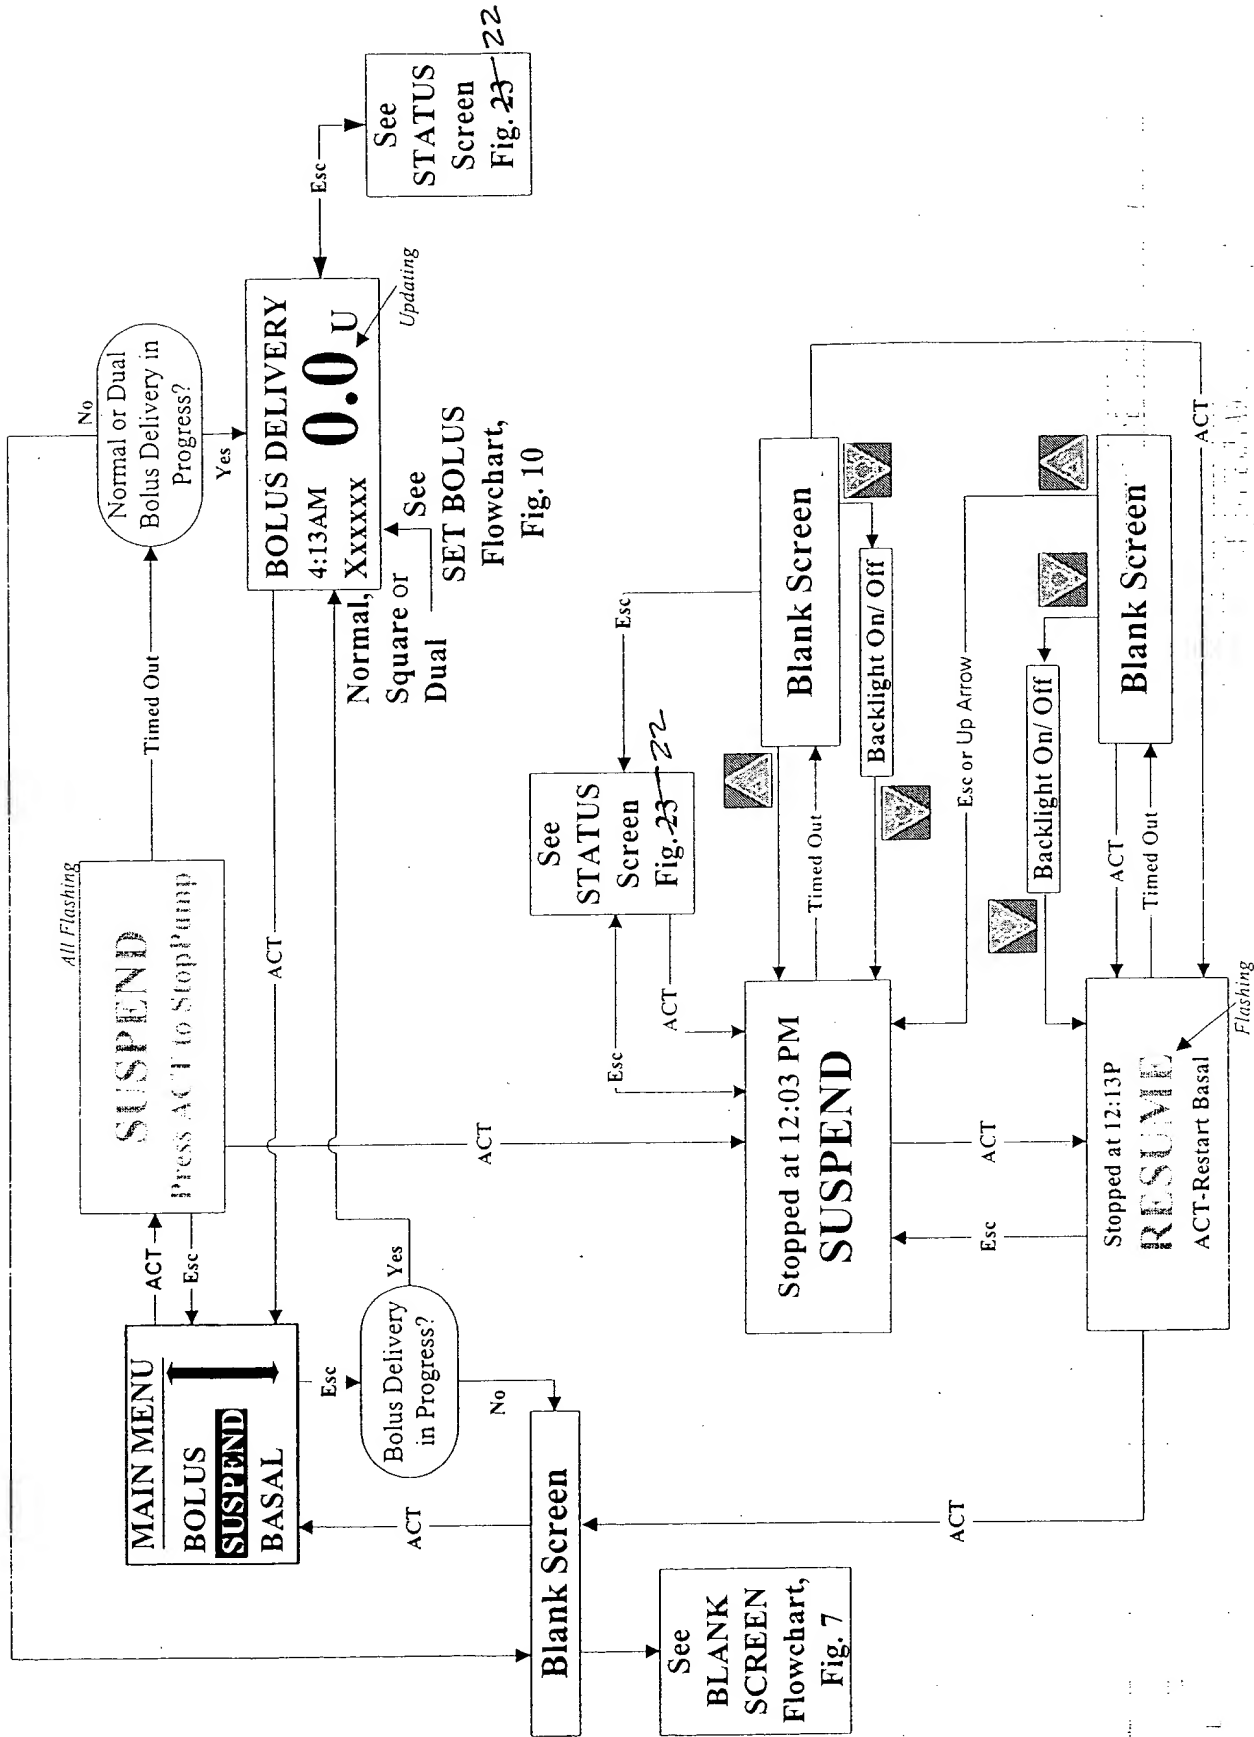 All Flashing
SUSPEND
Press ACT to Stop Pump
Timed Out
Normal or Dual
Bolus Delivery in
Progress?
No
Yes
MAIN MENU
BOLUS
SUSPEND
BASAL
ACT
Esc
ACT
BOLUS DELIVERY
4:13AM
0.0 U
Xxxxxx
Updating
Esc
See
STATUS
Screen
Fig. 23 22
Normal,
Square or
Dual
See
SET BOLUS
Flowchart,
Fig. 10
Esc
Bolus Delivery
in Progress?
Yes
No
ACT
Blank Screen
See
BLANK
SCREEN
Flowchart,
Fig. 7
ACT
ACT
See
STATUS
Screen
Fig. 23 22
Esc
ACT
Esc
Stopped at 12:03 PM
SUSPEND
Timed Out
Blank Screen
Backlight On/ Off
Esc
ACT
Esc or Up Arrow
Stopped at 12:13P
RESUME
ACT-Restart Basal
Flashing
Backlight On/ Off
ACT
Timed Out
Blank Screen
ACT